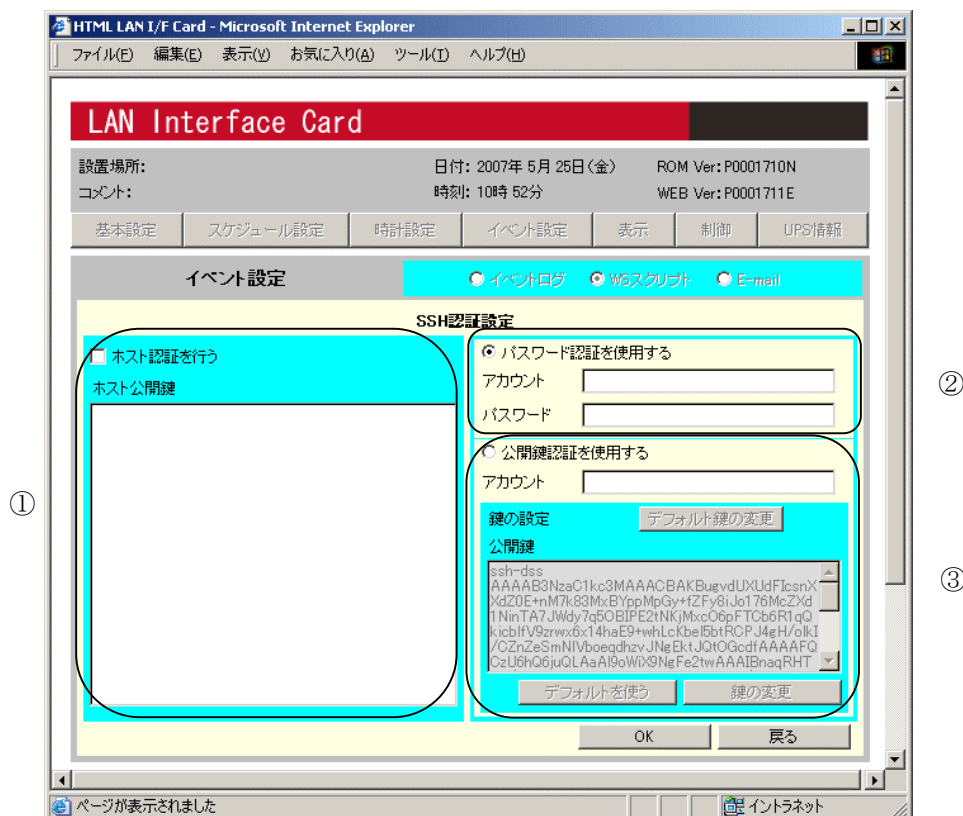 HTML LAN I/F Card - Microsoft Internet Explorer
ファイル(F) 編集(E) 表示(V) お気に入り(A) ツール(T) ヘルプ(H)
LAN Interface Card
設置場所: 日付: 2007年 5月 25日(金) ROM Ver:P0001710N
コメント: 時刻: 10時 52分 WEB Ver:P0001711E
基本設定 スケジュール設定 時計設定 イベント設定 表示 制御 UPS情報
イベント設定 イベントログ WSスクリプト E-mail
SSH認証設定
ホスト認証を行う
ホスト公開鍵
①
パスワード認証を使用する
アカウント
パスワード
②
公開鍵認証を使用する
アカウント
鍵の設定 デフォルト鍵の変更
公開鍵
ssh-dss
AAAAB3NzaC1kc3MAAACBAKBugvdUXUdFIcsnX
XdZ0E+nM7k83MxBYppMpGy+fZFy8iJo176McZXd
1NinTA7JWdy7q5OBIPE2tNKjMxcO6pFTCb6R1qQ
kicbIfV9zrwx6x14haE9+whLcKbel5btRCPJ4gH/olkI
/CZnZeSmNIVboeqdhzvJNgEktJQtOGcdfAAAAFQ
CzU6hQ6juQLAaAl9oWiX9NgFe2twAAAIBnaqRHT
③
デフォルトを使う 鍵の変更
OK 戻る
ページが表示されました イントラネット